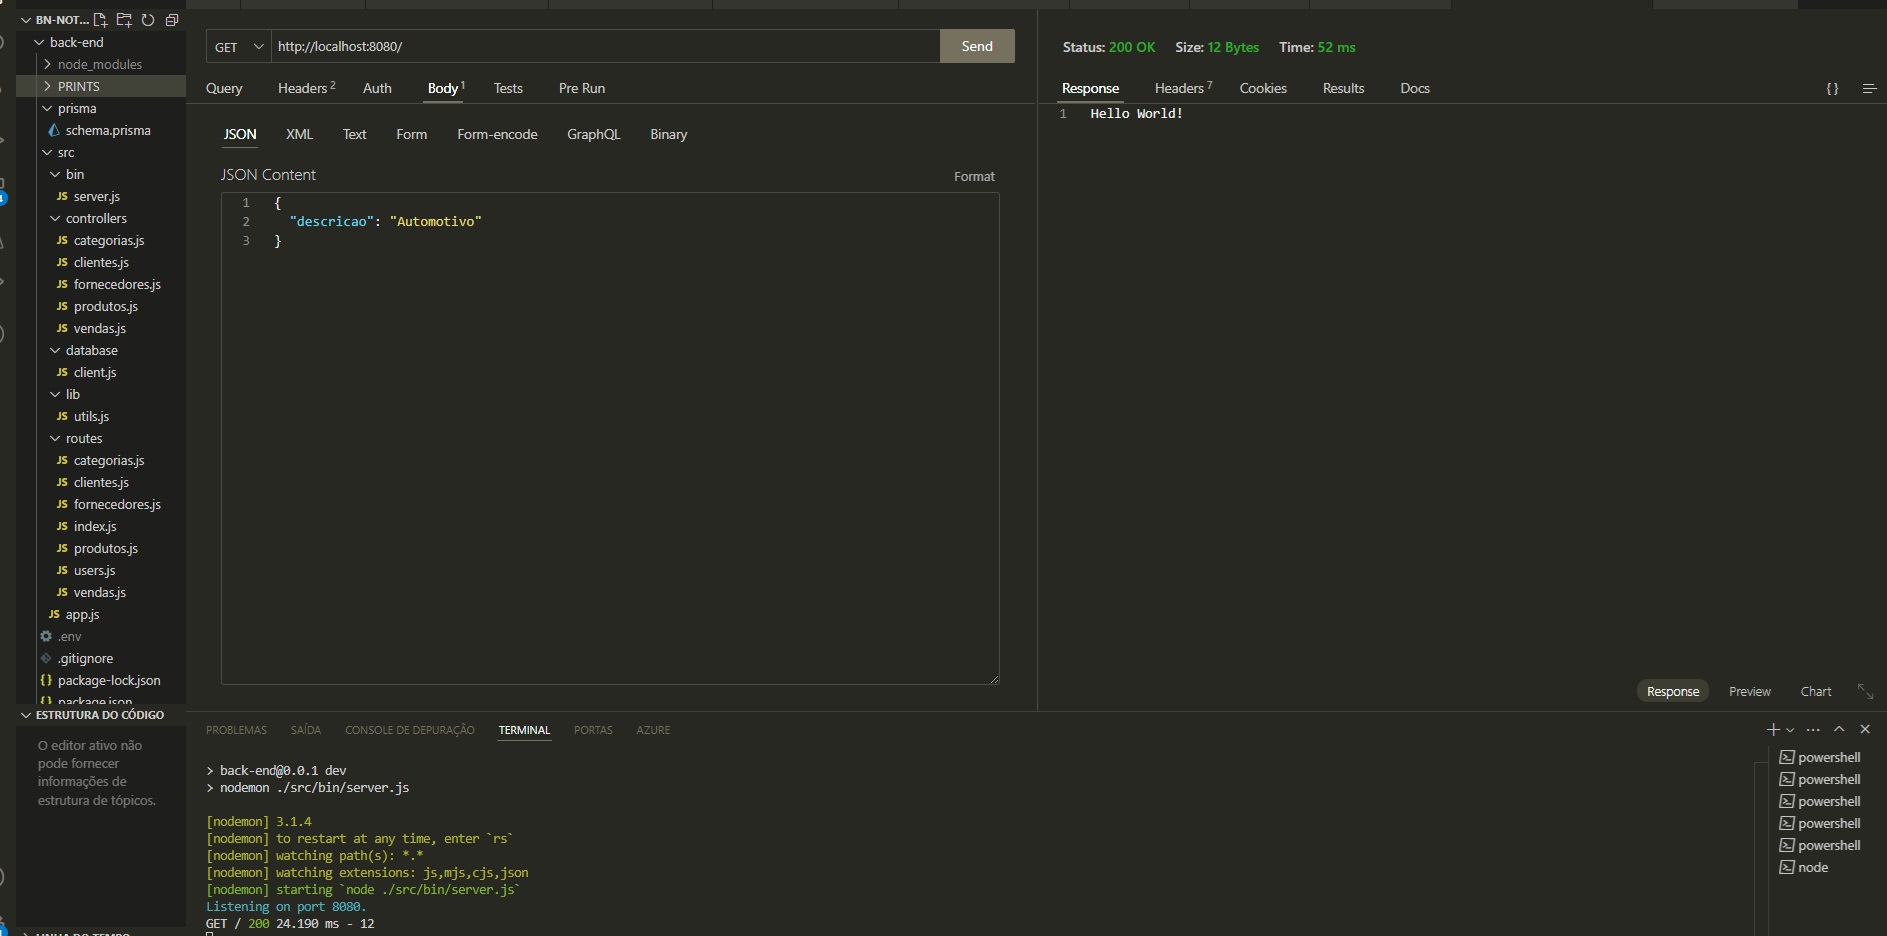 BN-NOT...
back-end
node_modules
PRINTS
prisma
schema.prisma
src
bin
JS server.js
controllers
JS categorias.js
JS clientes.js
JS fornecedores.js
JS produtos.js
JS vendas.js
database
JS client.js
lib
JS utils.js
routes
JS categorias.js
JS clientes.js
JS fornecedores.js
JS index.js
JS produtos.js
JS users.js
JS vendas.js
JS app.js
.env
.gitignore
{} package-lock.json
{} package.json
ESTRUTURA DO CÓDIGO
O editor ativo não
pode fornecer
informações de
estrutura de tópicos.
LINHA DO TEMPO
GET http://localhost:8080/ Send
Query Headers 2 Auth Body 1 Tests Pre Run
JSON XML Text Form Form-encode GraphQL Binary
JSON Content Format
1 {
2 "descricao": "Automotivo"
3 }
Status: 200 OK Size: 12 Bytes Time: 52 ms
Response Headers 7 Cookies Results Docs {}
1 Hello World!
Response Preview Chart
PROBLEMAS SAÍDA CONSOLE DE DEPURAÇÃO TERMINAL PORTAS AZURE
> back-end@0.0.1 dev
> nodemon ./src/bin/server.js
[nodemon] 3.1.4
[nodemon] to restart at any time, enter `rs`
[nodemon] watching path(s): *.*
[nodemon] watching extensions: js,mjs,cjs,json
[nodemon] starting `node ./src/bin/server.js`
Listening on port 8080.
GET / 200 24.190 ms - 12
powershell
powershell
powershell
powershell
powershell
node